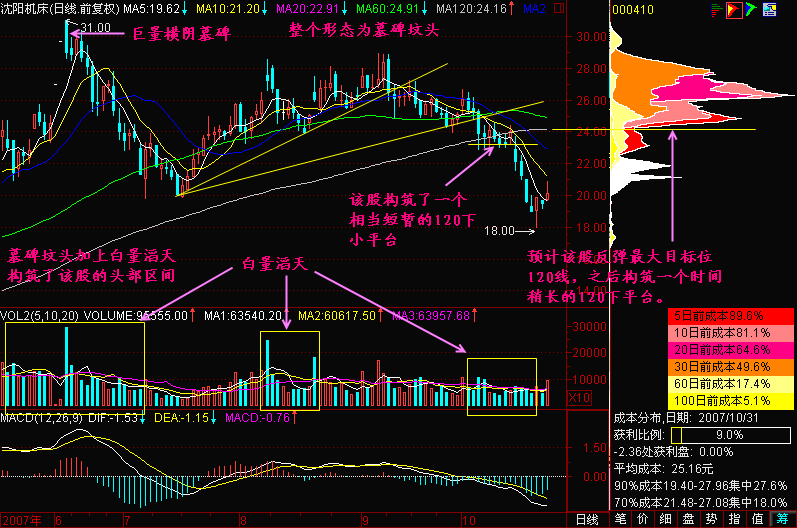 沈阳机床(日线.前复权) MA5:19.62↓ MA10:21.20↓ MA20:22.91↓ MA60:24.91↓ MA120:24.16↑ MA2
000410
31.00
巨量横阴墓碑
整个形态为墓碑坟头
30.00
28.00
26.00
24.00
22.00
20.00
18.00
该股构筑了一个
相当短暂的120下
小平台
18.00→
墓碑坟头加上白量滔天
构筑了该股的头部区间
白量滔天
预计该股反弹最大目标位
120线，之后构筑一个时间
稍长的120下平台。
VOL2(5,10,20) VOLUME:95555.00↑ MA1:63540.20↑ MA2:60617.50↑ MA3:63957.68↑
30000
20000
10000
X10
5日前成本89.6%
10日前成本81.1%
20日前成本64.6%
30日前成本49.6%
60日前成本17.4%
100日前成本5.1%
MACD(12,26,9) DIF:-1.53↓ DEA:-1.15↓ MACD:-0.76↑
1.50
0.00
成本分布,日期: 2007/10/31
获利比例: 9.0%
-2.36处获利盘: 0.00%
平均成本: 25.16元
90%成本19.40-27.96集中27.6%
70%成本21.48-27.08集中18.0%
2007年 6 7 8 9 10 日线
笔 价 细 盘 势 指 值 筹